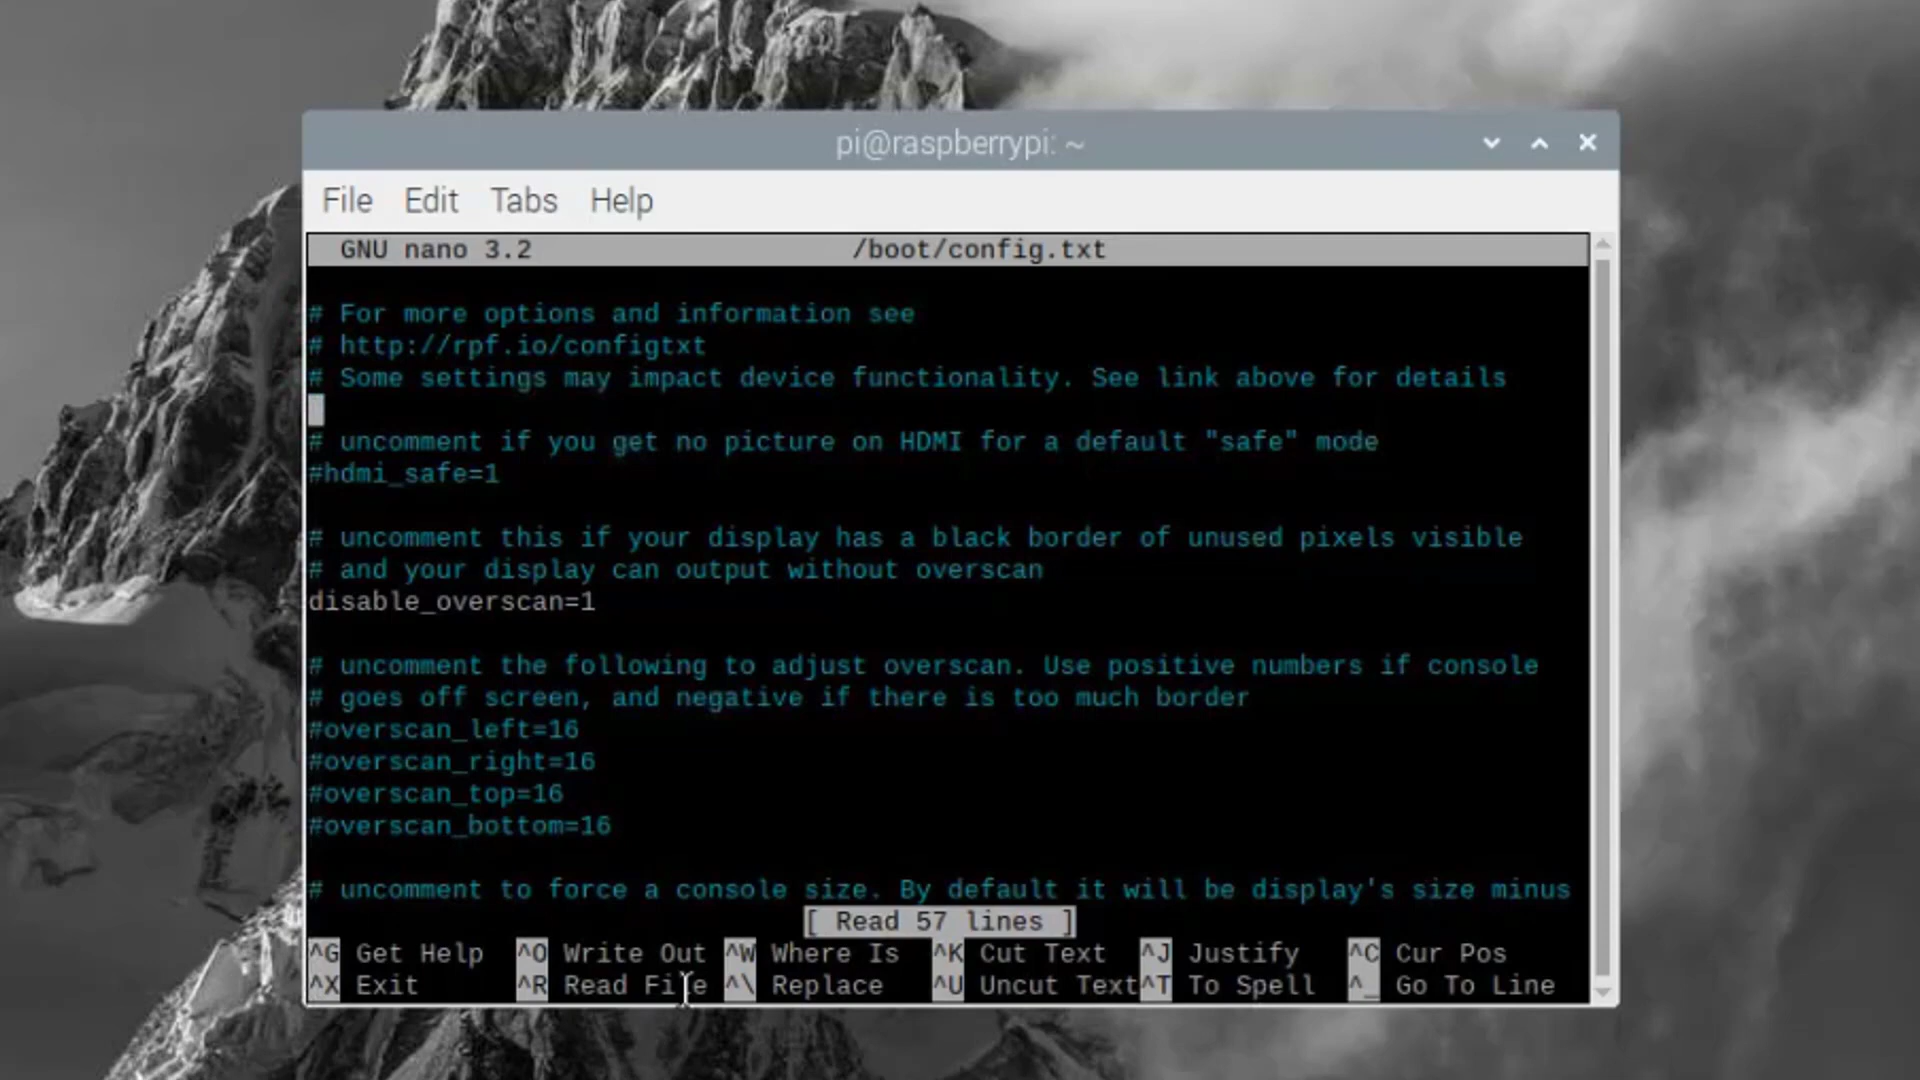 pi@raspberrypi: ~
File Edit Tabs Help
GNU nano 3.2 /boot/config.txt
# For more options and information see
# http://rpf.io/configtxt
# Some settings may impact device functionality. See link above for details
# uncomment if you get no picture on HDMI for a default "safe" mode
#hdmi_safe=1
# uncomment this if your display has a black border of unused pixels visible
# and your display can output without overscan
disable_overscan=1
# uncomment the following to adjust overscan. Use positive numbers if console
# goes off screen, and negative if there is too much border
#overscan_left=16
#overscan_right=16
#overscan_top=16
#overscan_bottom=16
# uncomment to force a console size. By default it will be display's size minus
[ Read 57 lines ]
^G Get Help ^O Write Out ^W Where Is ^K Cut Text ^J Justify ^C Cur Pos
^X Exit ^R Read File ^\ Replace ^U Uncut Text ^T To Spell ^_ Go To Line